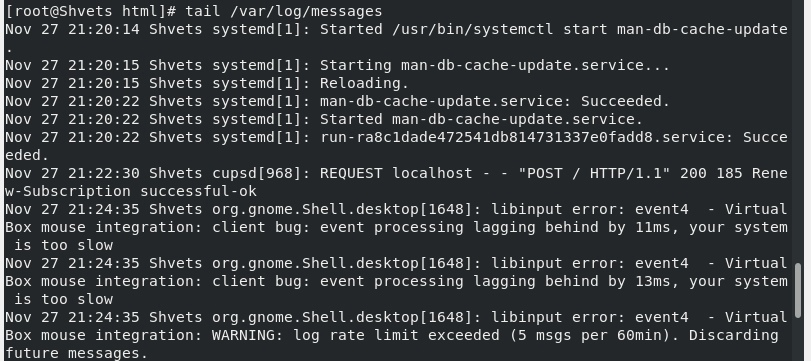 [root@Shvets html]# tail /var/log/messages
Nov 27 21:20:14 Shvets systemd[1]: Started /usr/bin/systemctl start man-db-cache-update
.
Nov 27 21:20:15 Shvets systemd[1]: Starting man-db-cache-update.service...
Nov 27 21:20:15 Shvets systemd[1]: Reloading.
Nov 27 21:20:22 Shvets systemd[1]: man-db-cache-update.service: Succeeded.
Nov 27 21:20:22 Shvets systemd[1]: Started man-db-cache-update.service.
Nov 27 21:20:22 Shvets systemd[1]: run-ra8c1dade472541db814731337e0fadd8.service: Succe
eded.
Nov 27 21:22:30 Shvets cupsd[968]: REQUEST localhost - - "POST / HTTP/1.1" 200 185 Rene
w-Subscription successful-ok
Nov 27 21:24:35 Shvets org.gnome.Shell.desktop[1648]: libinput error: event4  - Virtual
Box mouse integration: client bug: event processing lagging behind by 11ms, your system
 is too slow
Nov 27 21:24:35 Shvets org.gnome.Shell.desktop[1648]: libinput error: event4  - Virtual
Box mouse integration: client bug: event processing lagging behind by 13ms, your system
 is too slow
Nov 27 21:24:35 Shvets org.gnome.Shell.desktop[1648]: libinput error: event4  - Virtual
Box mouse integration: WARNING: log rate limit exceeded (5 msgs per 60min). Discarding
future messages.